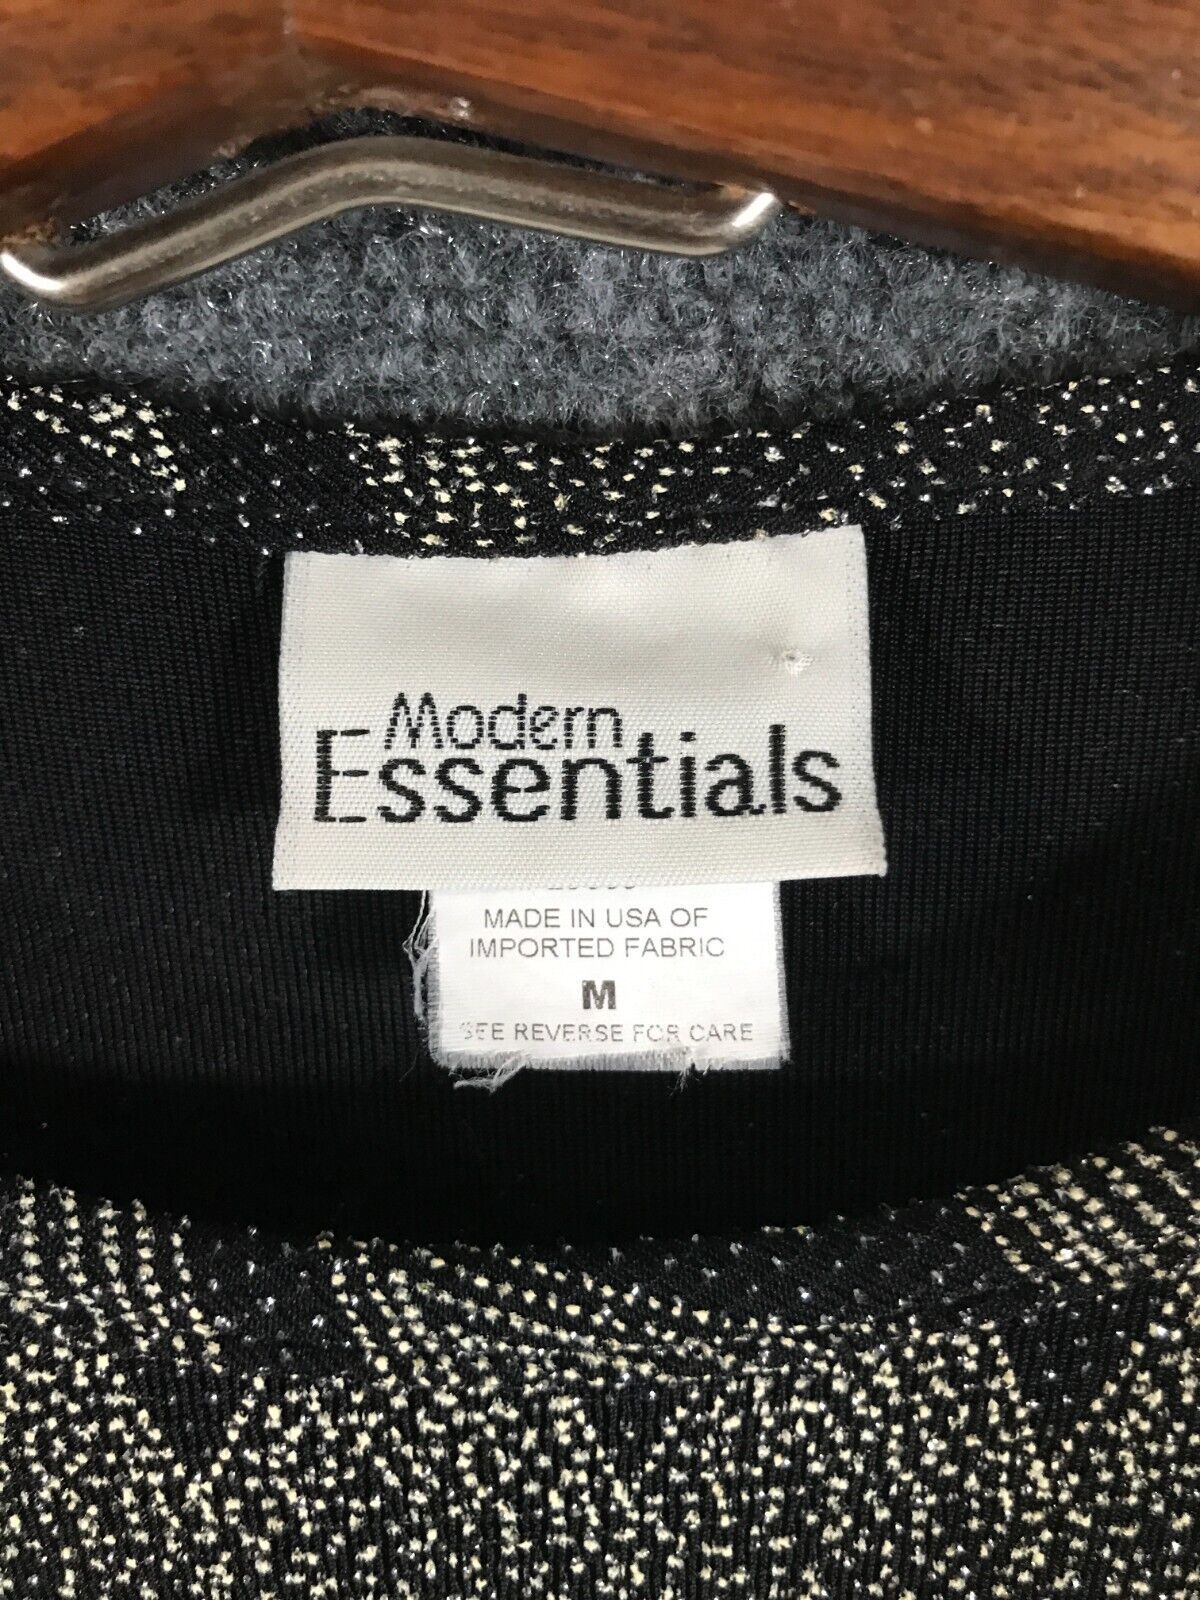 Modern
Essentials
MADE IN USA OF
IMPORTED FABRIC
M
SEE REVERSE FOR CARE